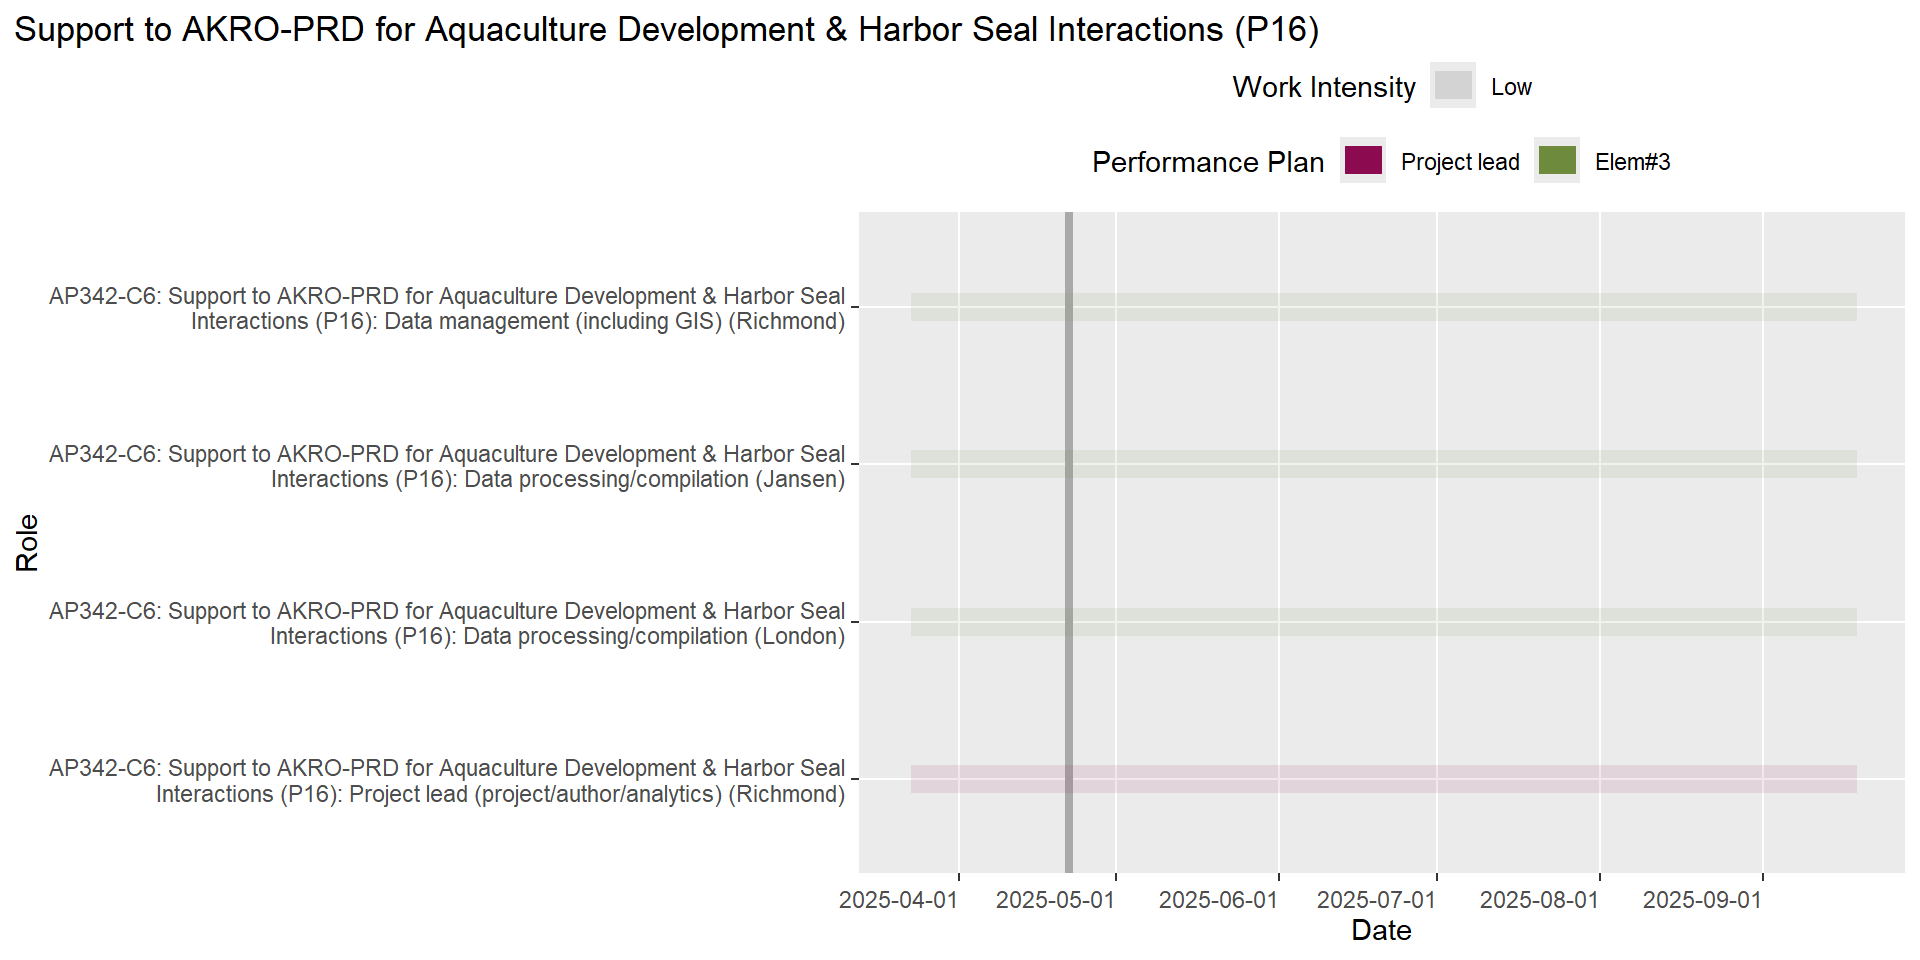 Support to AKRO-PRD for Aquaculture Development & Harbor Seal Interactions (P16)
Work Intensity Low
Performance Plan Project lead Elem#3
AP342-C6: Support to AKRO-PRD for Aquaculture Development & Harbor Seal
Interactions (P16): Data management (including GIS) (Richmond)
AP342-C6: Support to AKRO-PRD for Aquaculture Development & Harbor Seal
Interactions (P16): Data processing/compilation (Jansen)
AP342-C6: Support to AKRO-PRD for Aquaculture Development & Harbor Seal
Interactions (P16): Data processing/compilation (London)
AP342-C6: Support to AKRO-PRD for Aquaculture Development & Harbor Seal
Interactions (P16): Project lead (project/author/analytics) (Richmond)
Role
2025-04-01 2025-05-01 2025-06-01 2025-07-01 2025-08-01 2025-09-01
Date